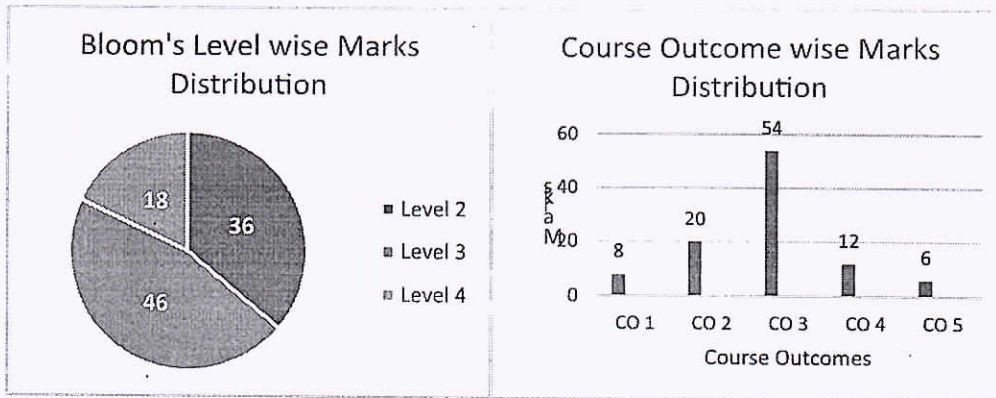 Bloom's Level wise Marks
Distribution
18
36
46
Level 2
Level 3
Level 4
Course Outcome wise Marks
Distribution
Marks
60
40
20
0
8
20
54
12
6
CO 1
CO 2
CO 3
CO 4
CO 5
Course Outcomes